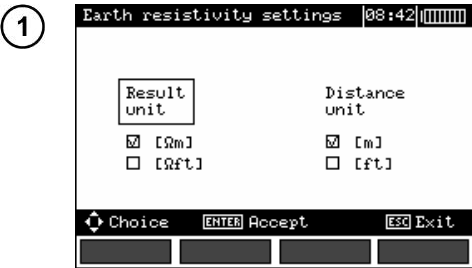 1
Earth resistivity settings 08:42
Result unit
Distance unit
[Ωm]
[m]
[Ωft]
[ft]
Choice ENTER Accept ESC Exit